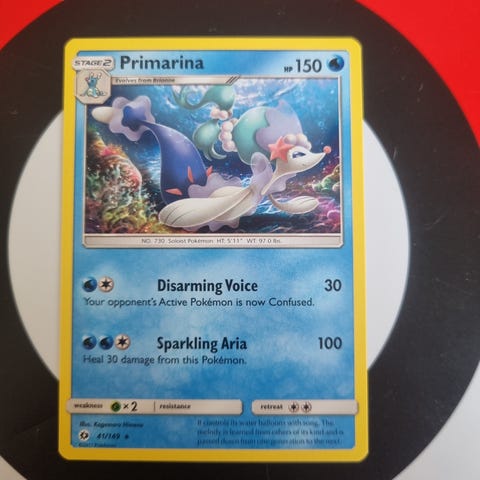 STAGE 2 Primarina HP 150
Evolves from Brionne
NO. 730 Soloist Pokémon HT: 5'11" WT: 97.0 lbs.
Disarming Voice 30
Your opponent's Active Pokémon is now Confused.
Sparkling Aria 100
Heal 30 damage from this Pokémon.
weakness ×2 resistance retreat
Illus. Kagemaru Himeno
41/149 ★
It controls its water balloons with song. The
melody is learned from others of its kind and is
passed down from one generation to the next.
©2017 Pokémon